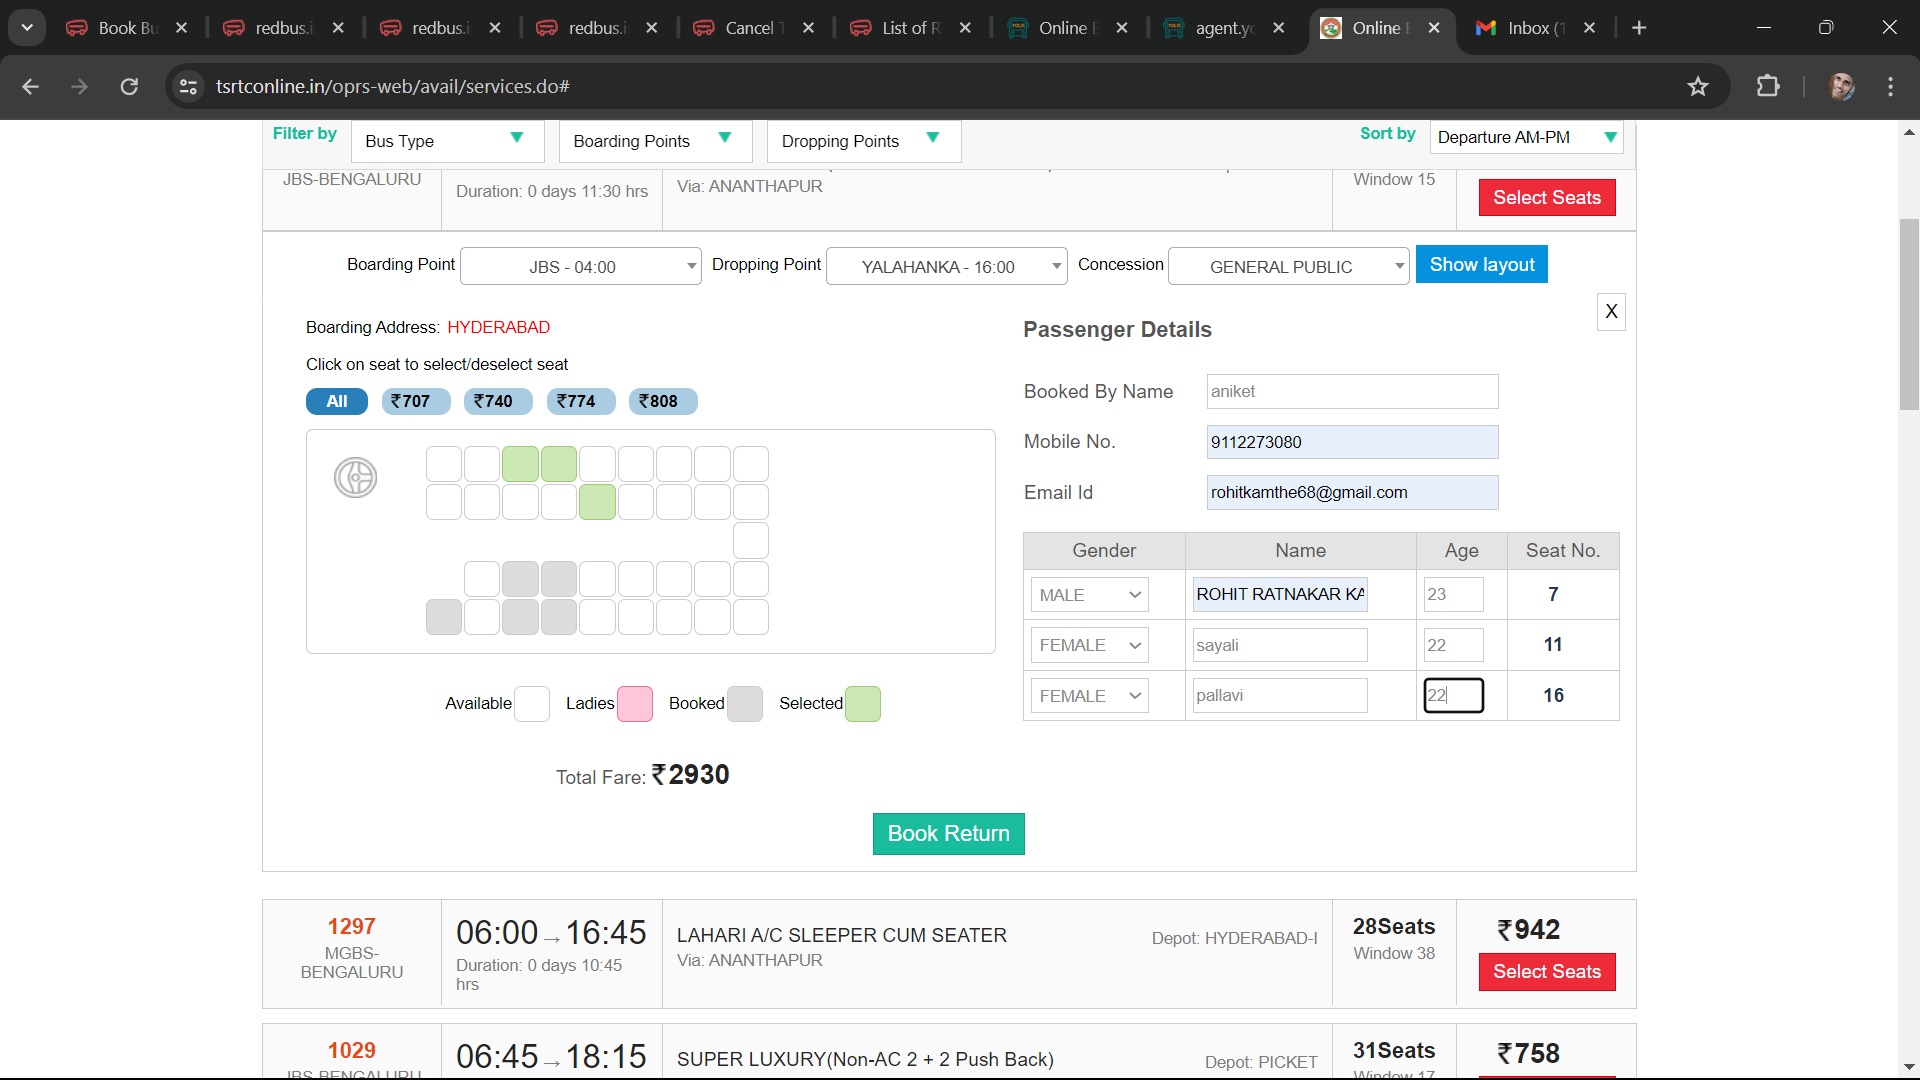 Book Bu
redbus.i
redbus.i
redbus.i
Cancel T
List of R
Online B
agent.yo
Online B
Inbox (1
tsrtconline.in/oprs-web/avail/services.do#
Filter by
Bus Type
Boarding Points
Dropping Points
Sort by
Departure AM-PM
JBS-BENGALURU
Duration: 0 days 11:30 hrs
Via: ANANTHAPUR
Window 15
Select Seats
Boarding Point
JBS - 04:00
Dropping Point
YALAHANKA - 16:00
Concession
GENERAL PUBLIC
Show layout
X
Boarding Address: HYDERABAD
Click on seat to select/deselect seat
All
₹707
₹740
₹774
₹808
Available
Ladies
Booked
Selected
Total Fare: ₹2930
Passenger Details
Booked By Name
aniket
Mobile No.
9112273080
Email Id
rohitkamthe68@gmail.com
Gender Name Age Seat No.
MALE ROHIT RATNAKAR KA 23 7
FEMALE sayali 22 11
FEMALE pallavi 22 16
Book Return
1297
MGBS-
BENGALURU
06:00→16:45
Duration: 0 days 10:45
hrs
LAHARI A/C SLEEPER CUM SEATER
Via: ANANTHAPUR
Depot: HYDERABAD-I
28Seats
Window 38
₹942
Select Seats
1029
JBS-BENGALURU
06:45→18:15
SUPER LUXURY(Non-AC 2 + 2 Push Back)
Depot: PICKET
31Seats
Window 17
₹758